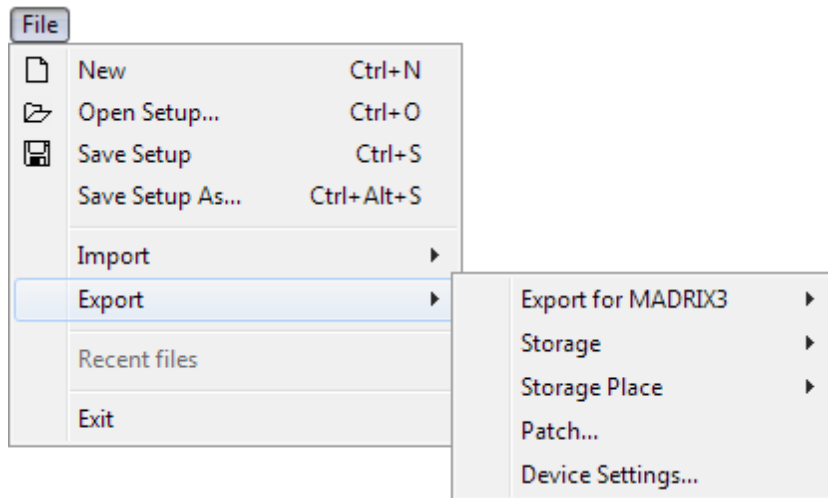 File
New Ctrl+N
Open Setup... Ctrl+O
Save Setup Ctrl+S
Save Setup As... Ctrl+Alt+S
Import
Export
Recent files
Exit
Export for MADRIX3
Storage
Storage Place
Patch...
Device Settings...